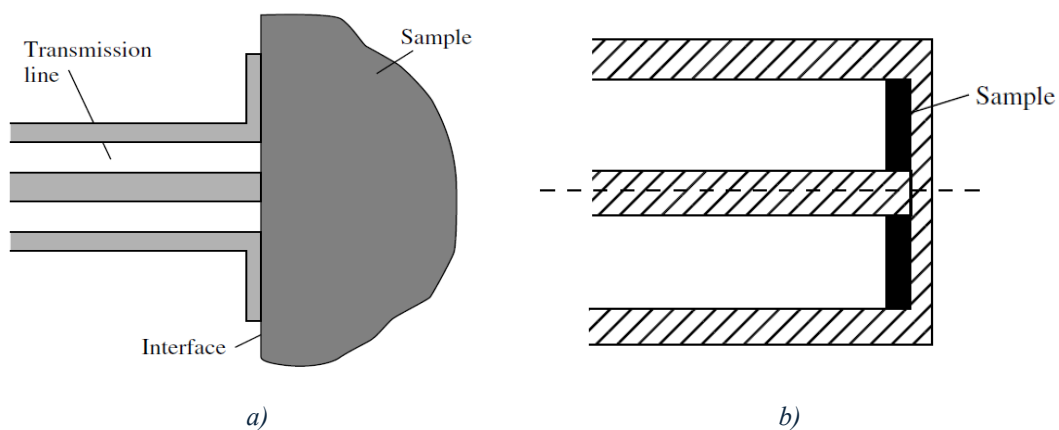 Transmission
line
Sample
Interface
Sample
a)
b)